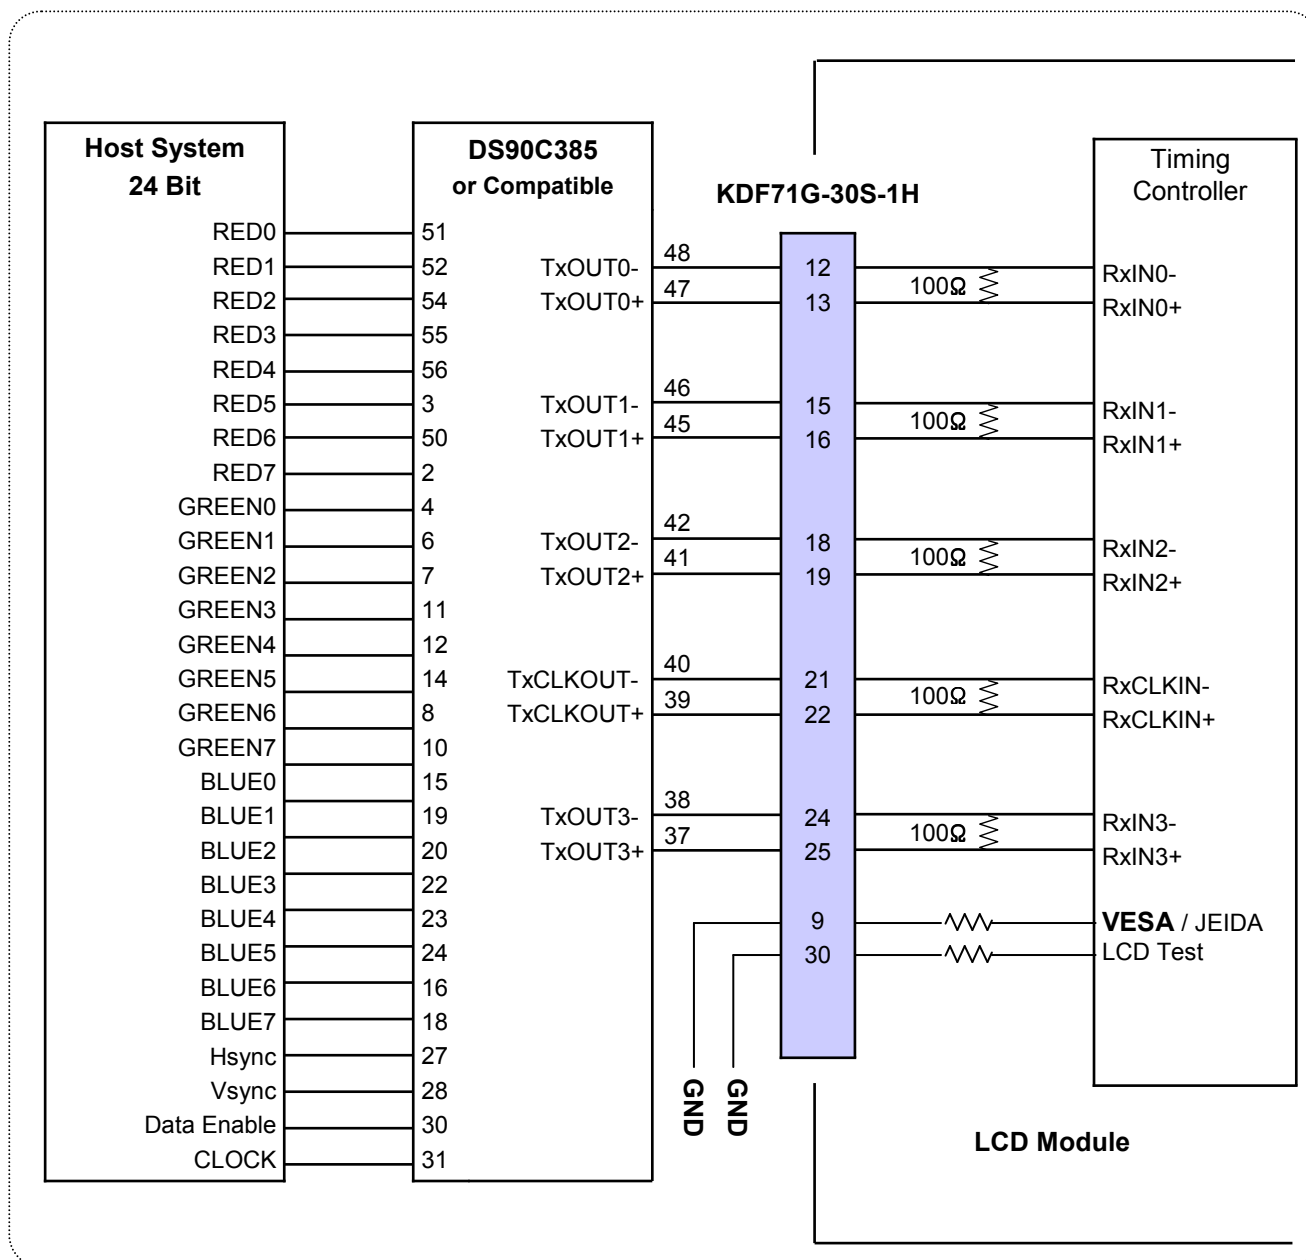 Host System
24 Bit
RED0
RED1
RED2
RED3
RED4
RED5
RED6
RED7
GREEN0
GREEN1
GREEN2
GREEN3
GREEN4
GREEN5
GREEN6
GREEN7
BLUE0
BLUE1
BLUE2
BLUE3
BLUE4
BLUE5
BLUE6
BLUE7
Hsync
Vsync
Data Enable
CLOCK
DS90C385
or Compatible
51
52
54
55
56
3
50
2
4
6
7
11
12
14
8
10
15
19
20
22
23
24
16
18
27
28
30
31
TxOUT0-
TxOUT0+
TxOUT1-
TxOUT1+
TxOUT2-
TxOUT2+
TxCLKOUT-
TxCLKOUT+
TxOUT3-
TxOUT3+
48
47
46
45
42
41
40
39
38
37
GND
GND
KDF71G-30S-1H
12
13
15
16
18
19
21
22
24
25
9
30
100Ω
100Ω
100Ω
100Ω
100Ω
Timing
Controller
RxIN0-
RxIN0+
RxIN1-
RxIN1+
RxIN2-
RxIN2+
RxCLKIN-
RxCLKIN+
RxIN3-
RxIN3+
VESA / JEIDA
LCD Test
LCD Module